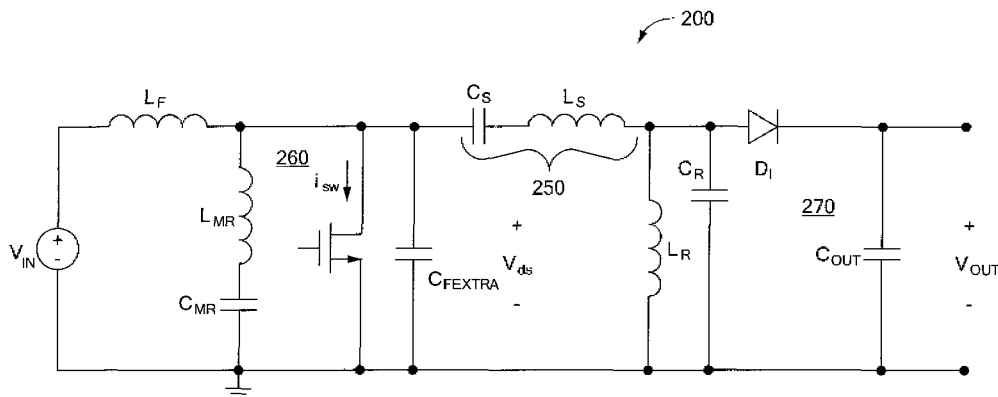 200
L_F
C_S
L_S
260
i_sw
250
C_R
D_I
270
L_MR
V_IN
+
-
C_MR
C_FEXTRA
+
V_ds
-
L_R
C_OUT
+
V_OUT
-